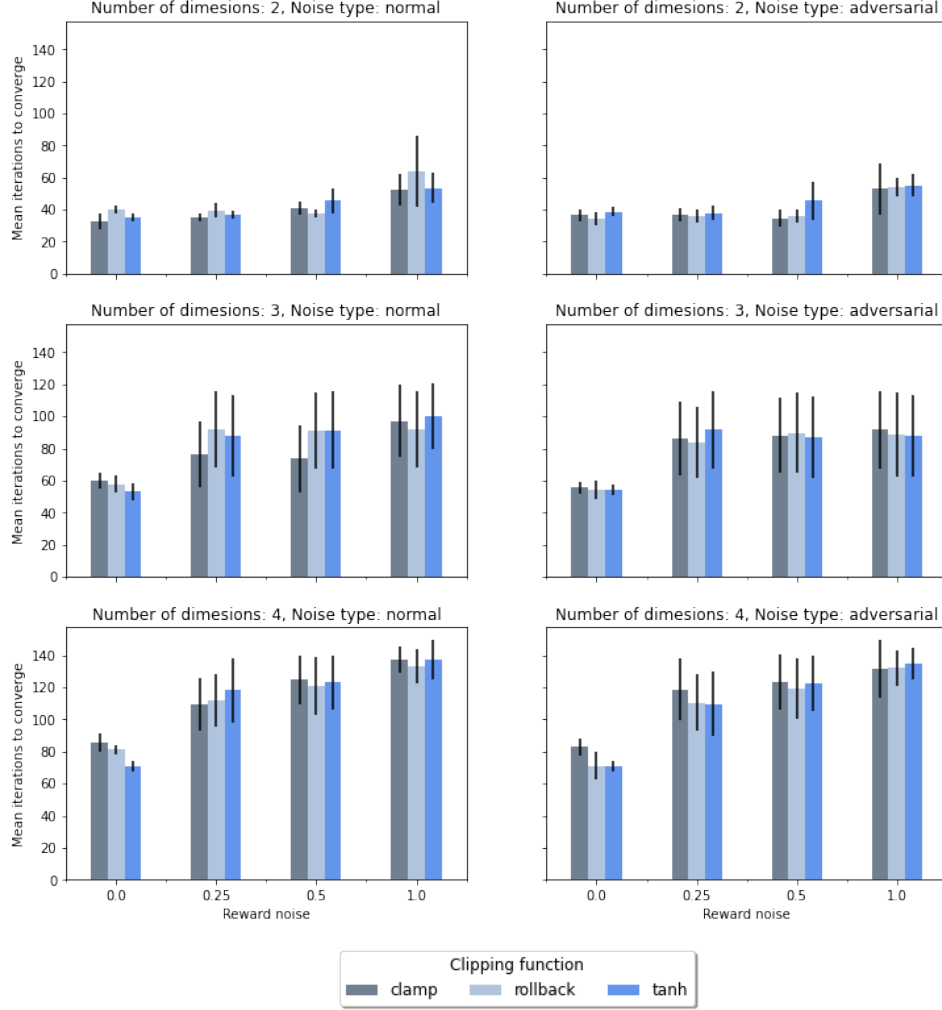 Number of dimesions: 2, Noise type: normal
Number of dimesions: 2, Noise type: adversarial
Mean iterations to converge
140
120
100
80
60
40
20
0
0.0 0.25 0.5 1.0
0.0 0.25 0.5 1.0
Number of dimesions: 3, Noise type: normal
Number of dimesions: 3, Noise type: adversarial
Mean iterations to converge
140
120
100
80
60
40
20
0
Number of dimesions: 4, Noise type: normal
Number of dimesions: 4, Noise type: adversarial
Mean iterations to converge
140
120
100
80
60
40
20
0
Reward noise
Reward noise
Clipping function
clamp rollback tanh